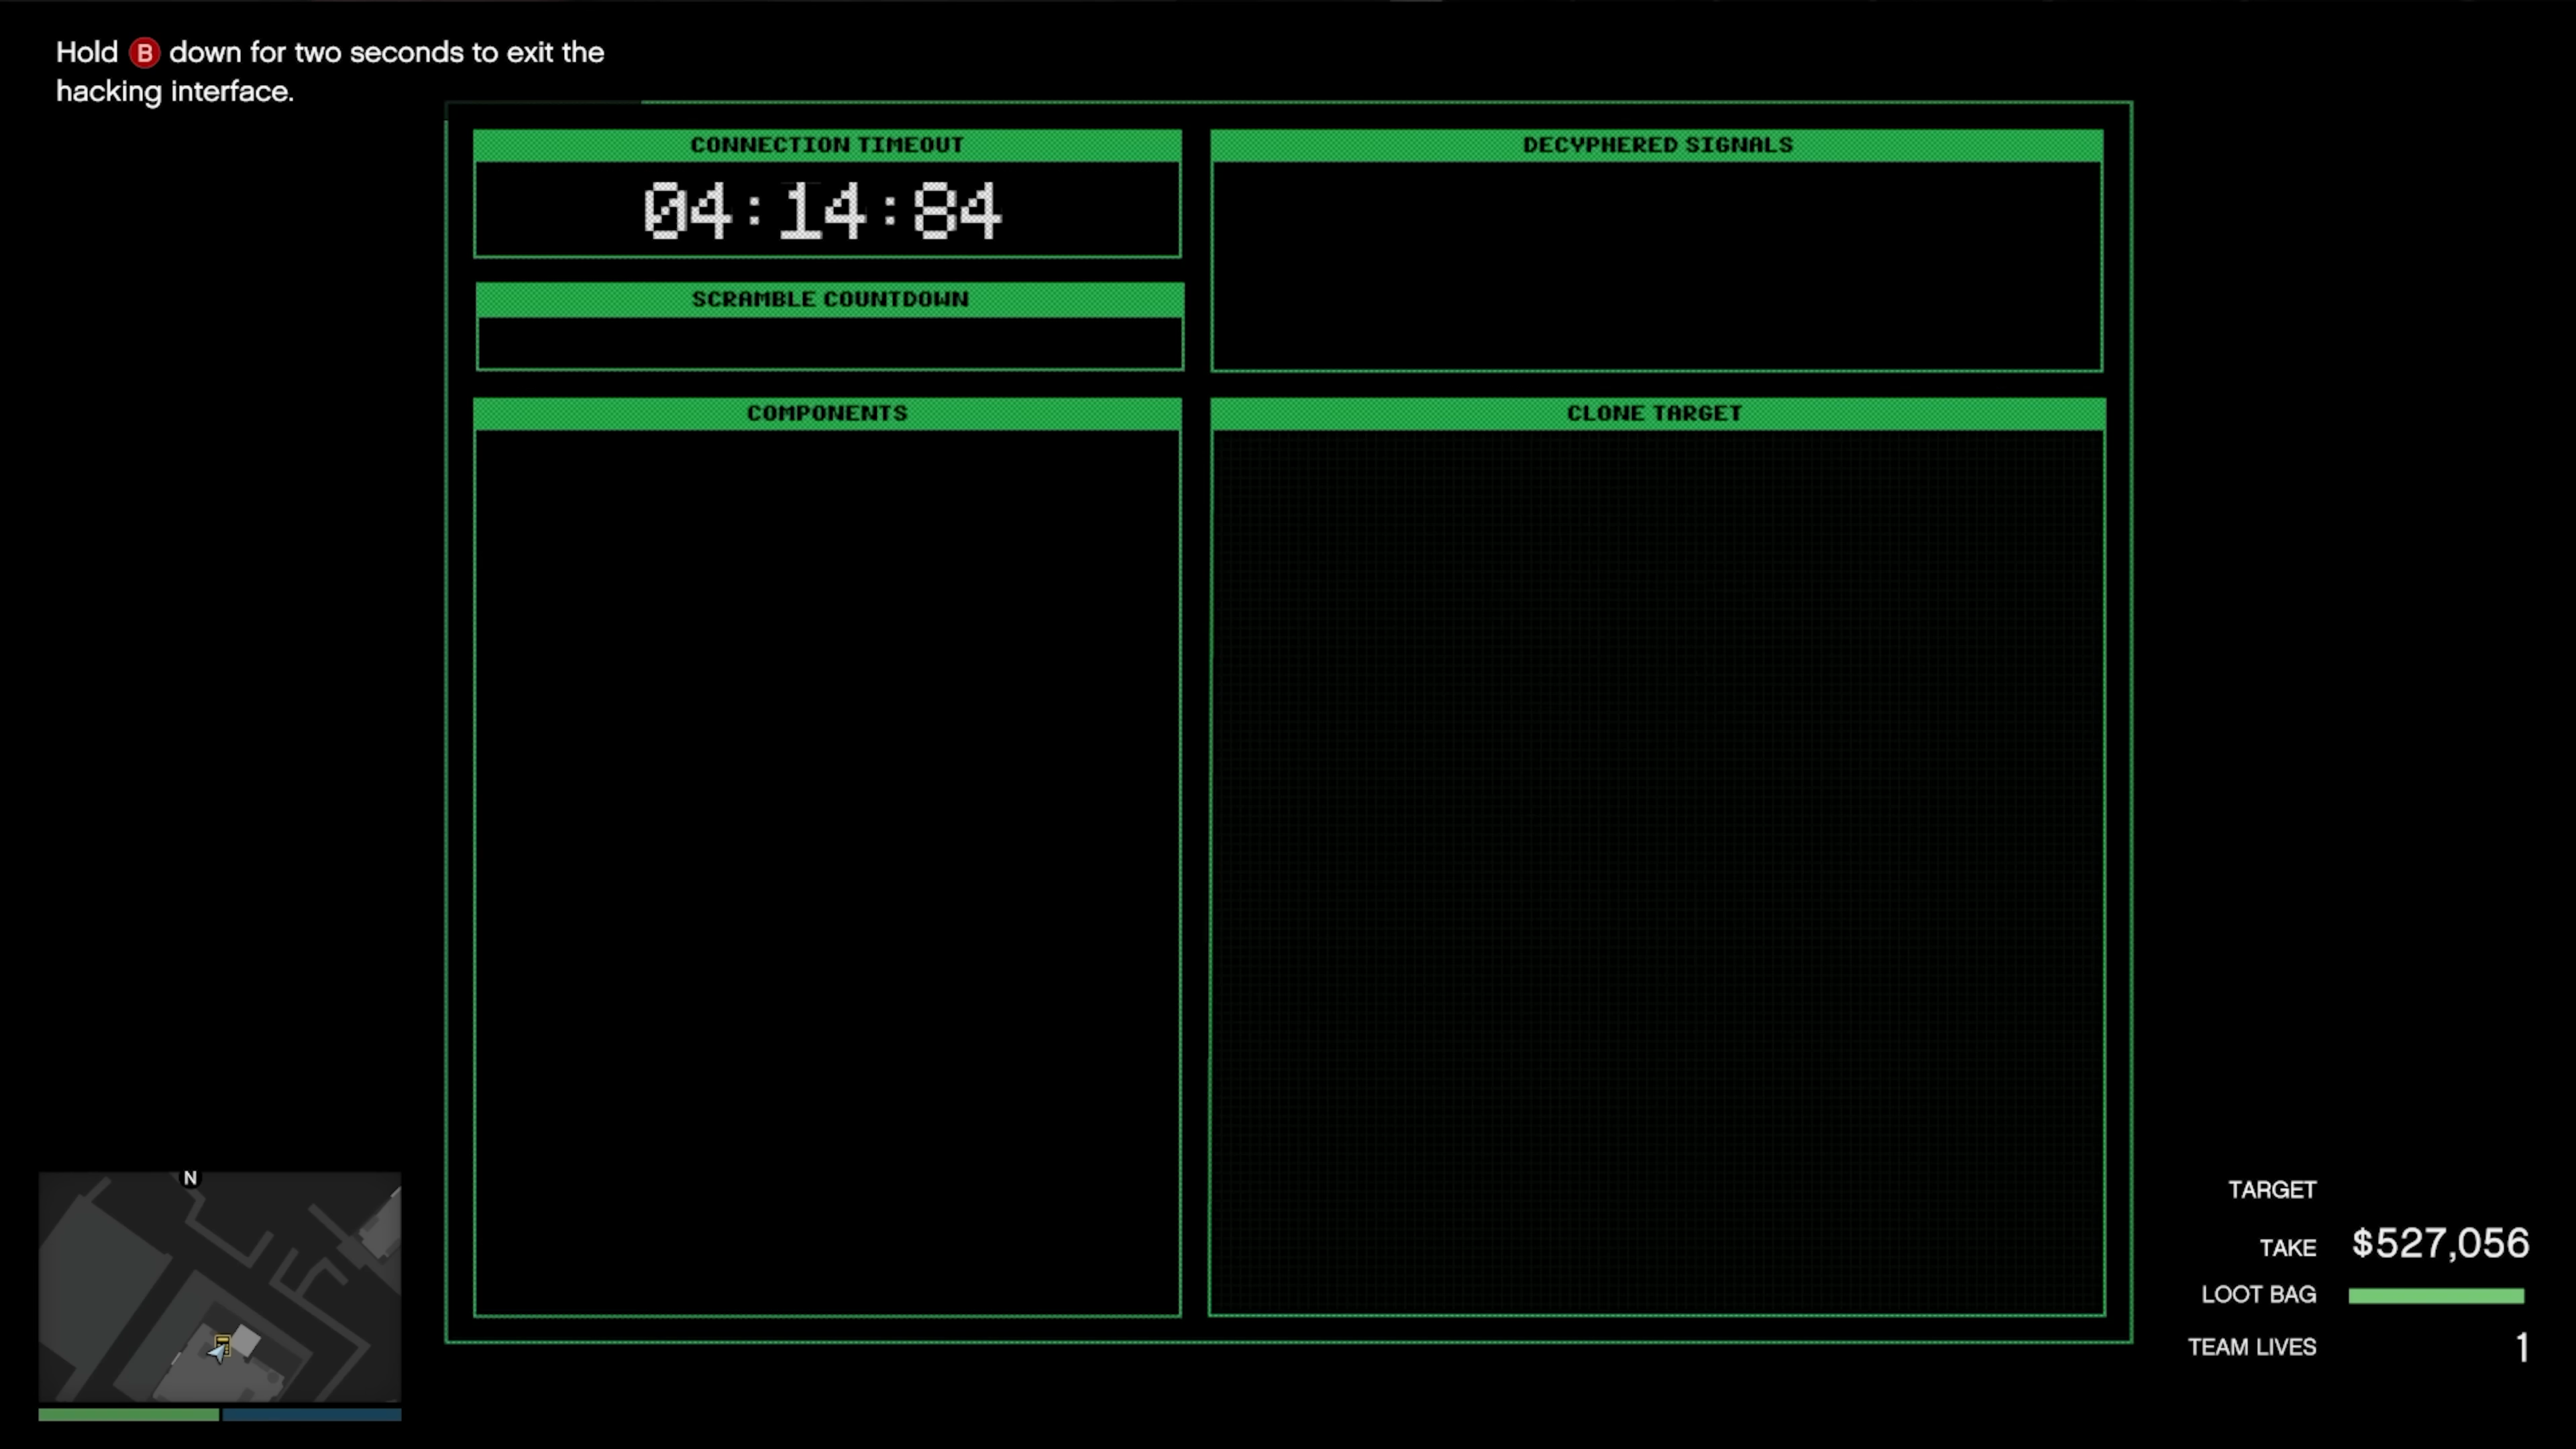 Hold B down for two seconds to exit the
hacking interface.
CONNECTION TIMEOUT
04:14:84
DECYPHERED SIGNALS
SCRAMBLE COUNTDOWN
COMPONENTS
CLONE TARGET
N
TARGET
TAKE $527,056
LOOT BAG
TEAM LIVES 1